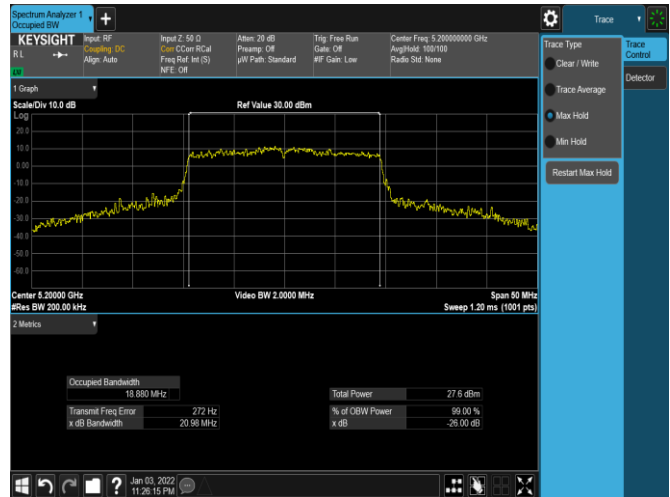 Spectrum Analyzer 1
Occupied BW
KEYSIGHT
RL
Input: RF
Coupling: DC
Align: Auto
Input Z: 50 Ω
Corr CCorr RCal
Freq Ref: Int (S)
NFE: Off
Atten: 20 dB
Preamp: Off
µW Path: Standard
Trig: Free Run
Gate: Off
#IF Gain: Low
Center Freq: 5.200000000 GHz
Avg|Hold: 100/100
Radio Std: None
LW
1 Graph
Scale/Div 10.0 dB
Ref Value 30.00 dBm
Log
20.0
10.0
0.00
-10.0
-20.0
-30.0
-40.0
-50.0
-60.0
Center 5.20000 GHz
#Res BW 200.00 kHz
Video BW 2.0000 MHz
Span 50 MHz
Sweep 1.20 ms (1001 pts)
2 Metrics
Occupied Bandwidth
18.880 MHz
Transmit Freq Error 272 Hz
x dB Bandwidth 20.98 MHz
Total Power 27.6 dBm
% of OBW Power 99.00 %
x dB -26.00 dB
Jan 03, 2022
11:26:15 PM
Trace
Trace Type
Clear / Write
Trace Average
Max Hold
Min Hold
Restart Max Hold
Trace
Control
Detector